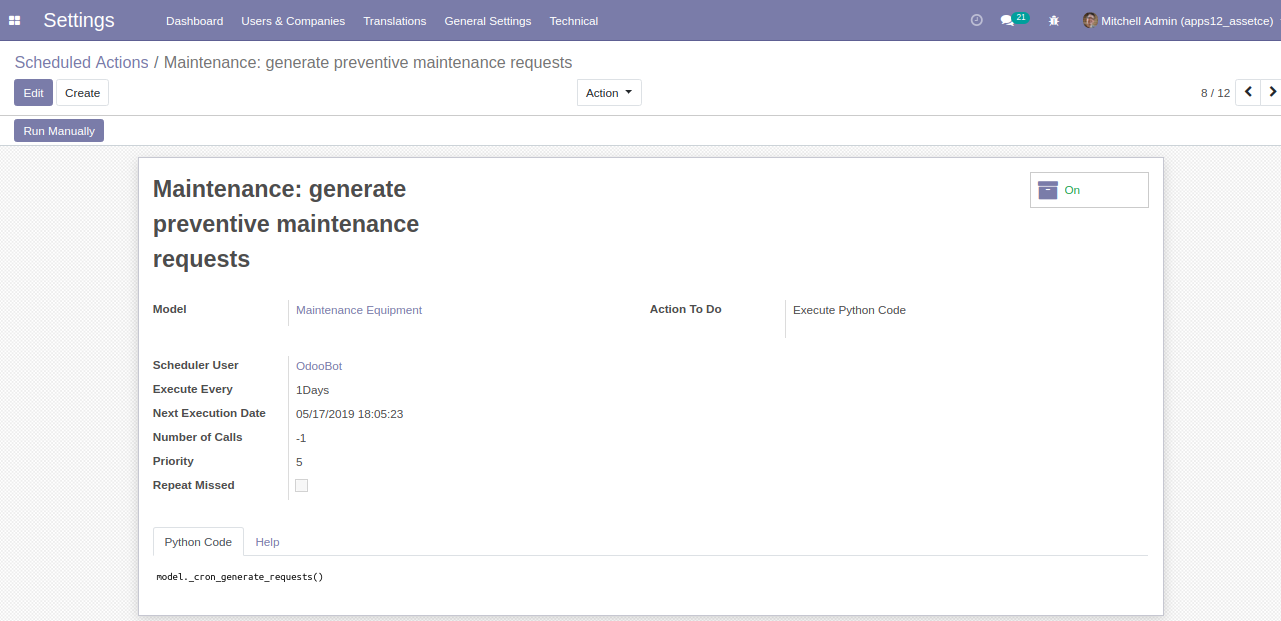 Settings Dashboard Users & Companies Translations General Settings Technical 21 Mitchell Admin (apps12_assetce)
Scheduled Actions / Maintenance: generate preventive maintenance requests
Edit Create Action 8 / 12
Run Manually
Maintenance: generate
preventive maintenance
requests
On
Model Maintenance Equipment Action To Do Execute Python Code
Scheduler User OdooBot
Execute Every 1Days
Next Execution Date 05/17/2019 18:05:23
Number of Calls -1
Priority 5
Repeat Missed
Python Code Help
model._cron_generate_requests()